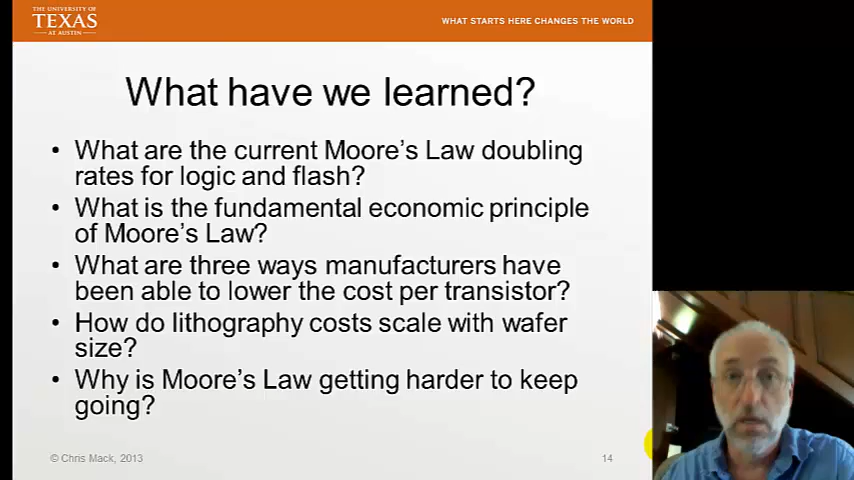 THE UNIVERSITY OF
TEXAS
AT AUSTIN
WHAT STARTS HERE CHANGES THE WORLD
What have we learned?
• What are the current Moore's Law doubling
rates for logic and flash?
• What is the fundamental economic principle
of Moore's Law?
• What are three ways manufacturers have
been able to lower the cost per transistor?
• How do lithography costs scale with wafer
size?
• Why is Moore's Law getting harder to keep
going?
© Chris Mack, 2013
14